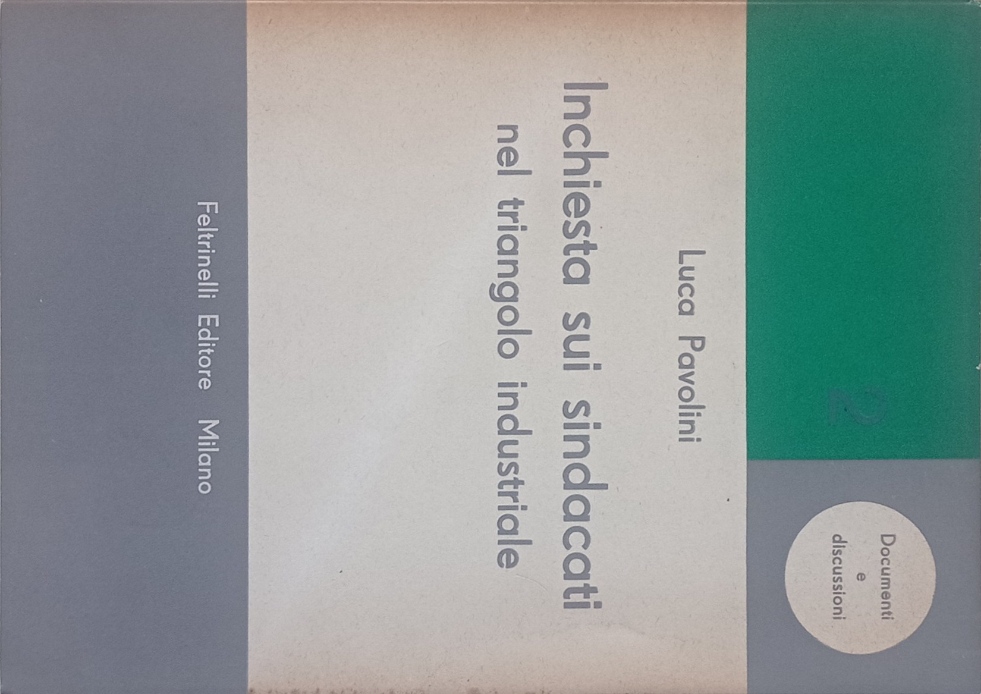 2
Documenti
e
discussioni
Luca Pavolini
Inchiesta sui sindacati
nel triangolo industriale
Feltrinelli Editore Milano